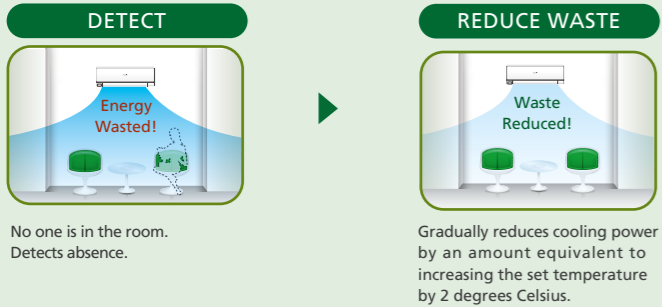 DETECT
Energy
Wasted!
No one is in the room.
Detects absence.
REDUCE WASTE
Waste
Reduced!
Gradually reduces cooling power
by an amount equivalent to
increasing the set temperature
by 2 degrees Celsius.